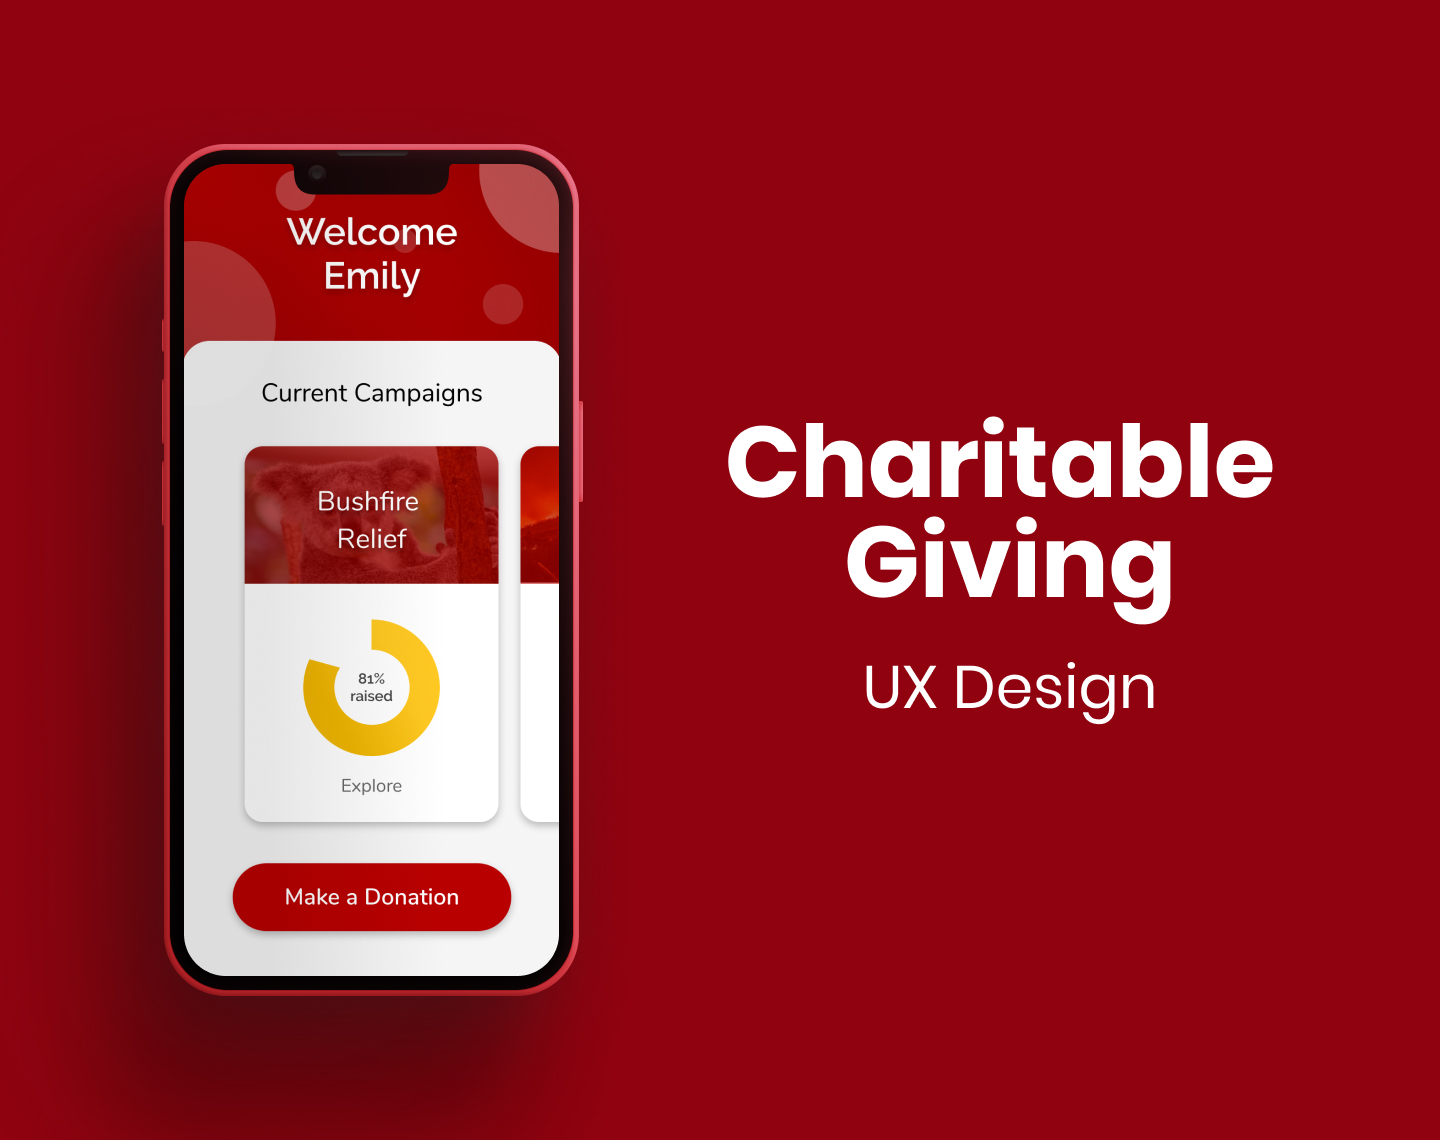 Welcome
Emily
Current Campaigns
Bushfire
Relief
81%
raised
Explore
Make a Donation
Charitable
Giving
UX Design